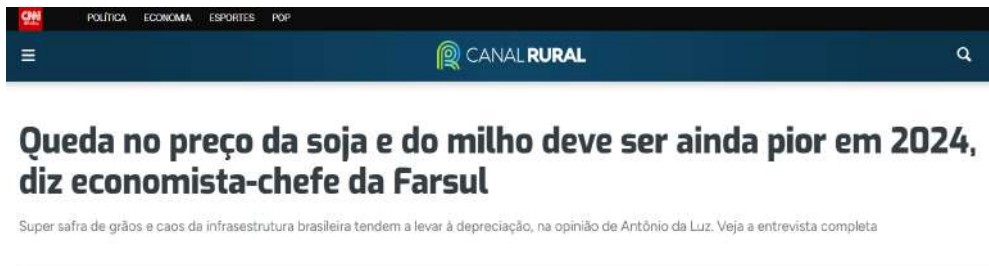 CNN
POLÍTICA ECONOMIA ESPORTES POP
CANAL RURAL
Queda no preço da soja e do milho deve ser ainda pior em 2024,
diz economista-chefe da Farsul
Super safra de grãos e caos da infrasestrutura brasileira tendem a levar à depreciação, na opinião de Antônio da Luz. Veja a entrevista completa